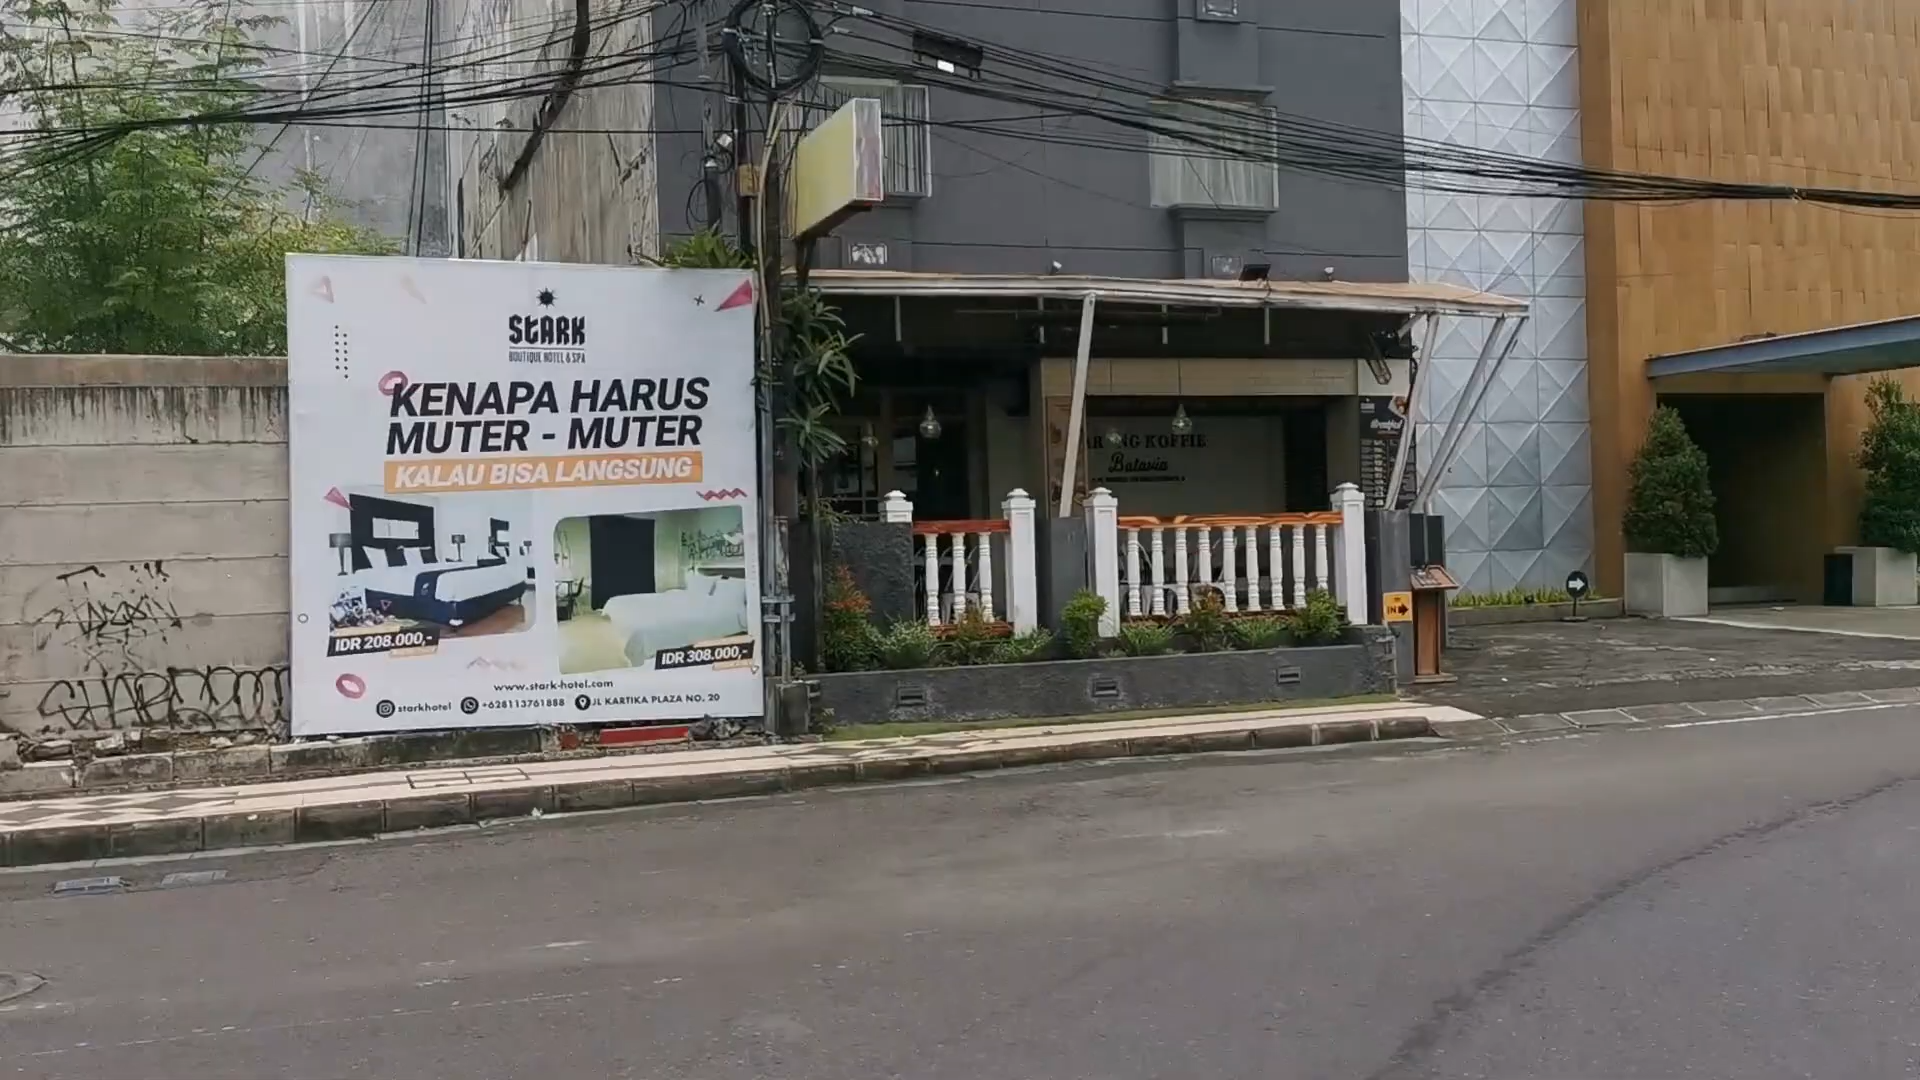 STARK
BOUTIQUE HOTEL & SPA
KENAPA HARUS
MUTER - MUTER
KALAU BISA LANGSUNG
IDR 208.000,-
IDR 308.000,-
www.stark-hotel.com
starkhotel +628113761888 JL KARTIKA PLAZA NO. 20
KOFFIE
Batavia
IN